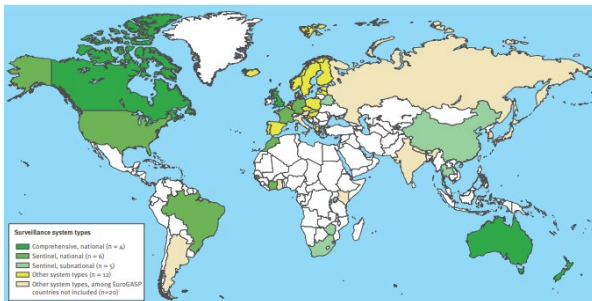 Surveillance system types
Comprehensive, national (n = 4)
Sentinel, national (n = 6)
Sentinel, subnational (n = 5)
Other system types (n = 12)
Other system types, among EuroGASP
countries not included (n=20)